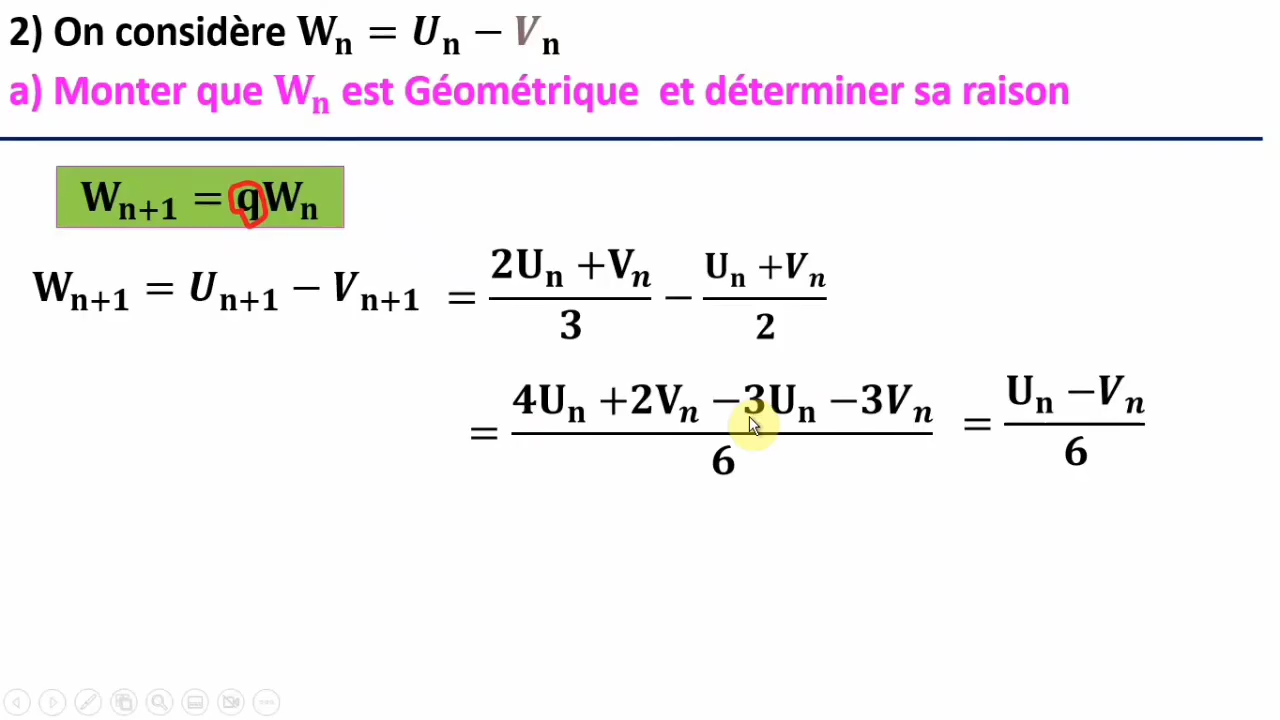 2) On considère Wₙ = Uₙ − Vₙ
a) Monter que Wₙ est Géométrique et déterminer sa raison
Wₙ₊₁ = qWₙ
Wₙ₊₁ = Uₙ₊₁ − Vₙ₊₁ = (2Uₙ +Vₙ)/3 − (Uₙ +Vₙ)/2
= (4Uₙ +2Vₙ −3Uₙ −3Vₙ)/6 = (Uₙ −Vₙ)/6